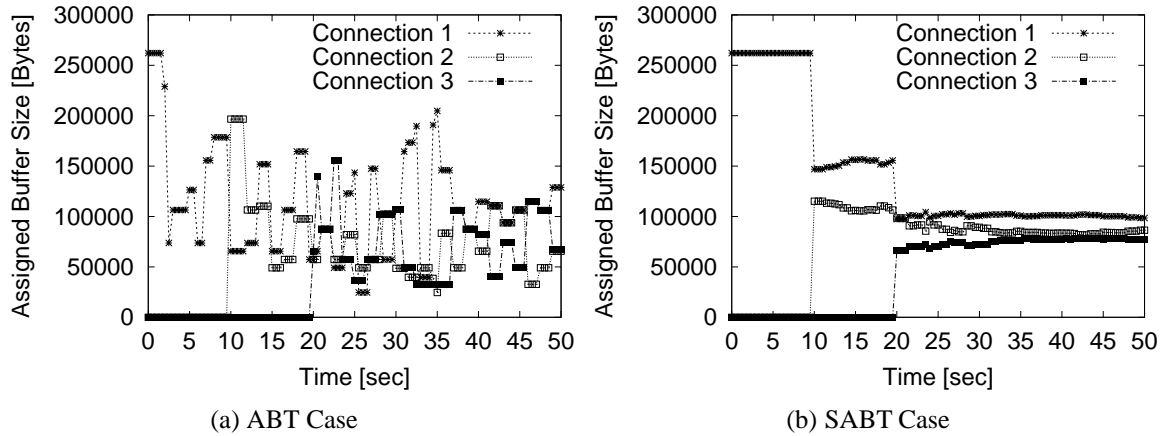 Assigned Buffer Size [Bytes]
300000
250000
200000
150000
100000
50000
0
Connection 1
Connection 2
Connection 3
0 5 10 15 20 25 30 35 40 45 50
Time [sec]
(a) ABT Case
Assigned Buffer Size [Bytes]
300000
250000
200000
150000
100000
50000
0
Connection 1
Connection 2
Connection 3
0 5 10 15 20 25 30 35 40 45 50
Time [sec]
(b) SABT Case